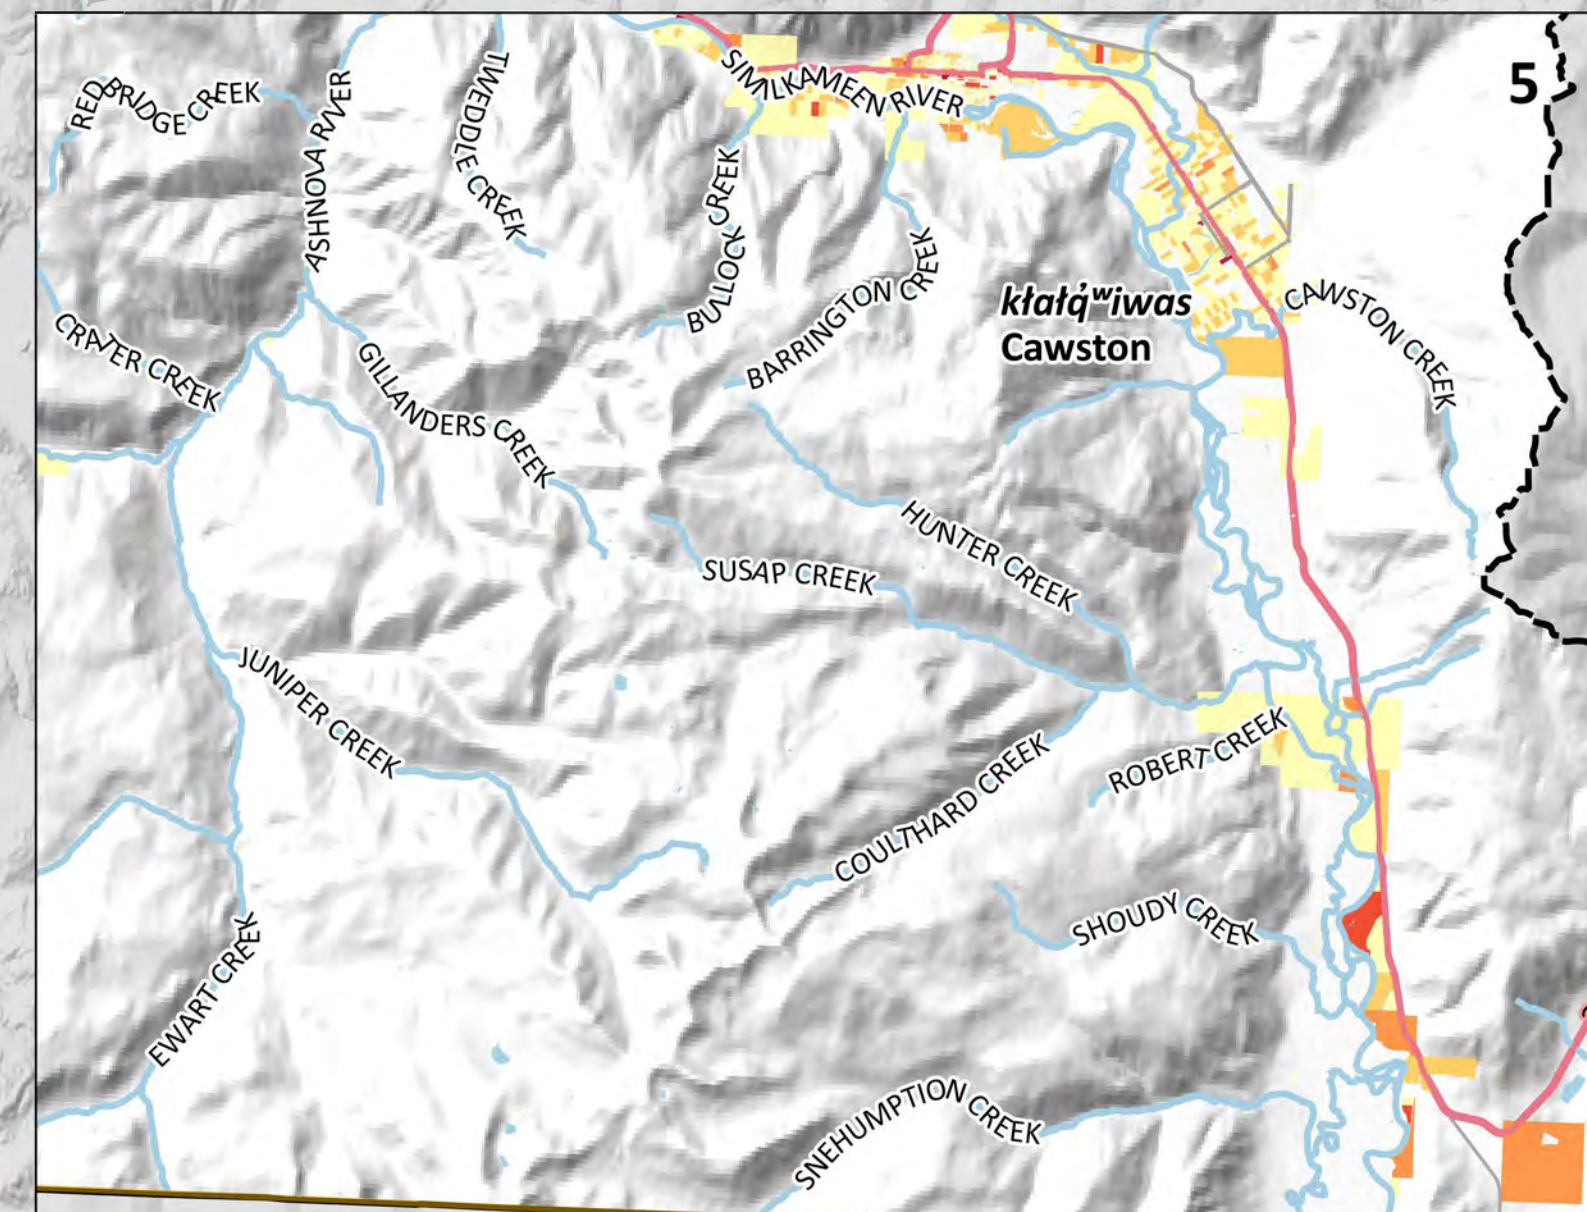 RED BRIDGE CREEK
ASHNOVA RIVER
TWEDDLE CREEK
SIMILKAMEEN RIVER
5
BULLOCK CREEK
BARRINGTON CREEK
kłałq̓ʷiwas
Cawston
CAWSTON CREEK
CRATER CREEK
GILLANDERS CREEK
HUNTER CREEK
SUSAP CREEK
JUNIPER CREEK
ROBERT CREEK
COULTHARD CREEK
SHOUDY CREEK
EWART CREEK
SNEHUMPTION CREEK